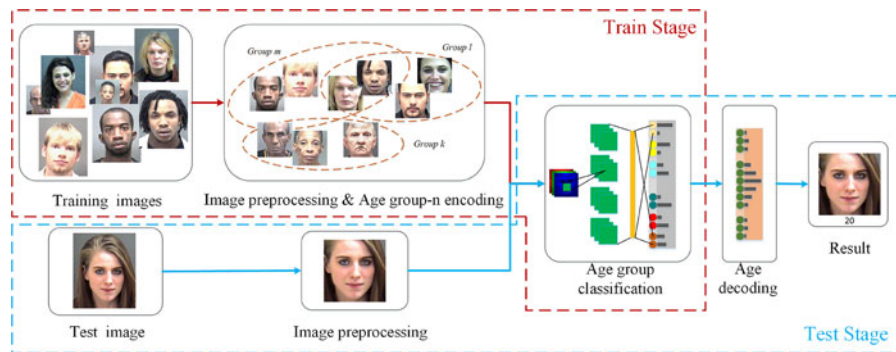 Train Stage
Group m
Group l
Group k
Training images
Image preprocessing & Age group-n encoding
Age group
classification
Age
decoding
20
Result
Test image
Image preprocessing
Test Stage